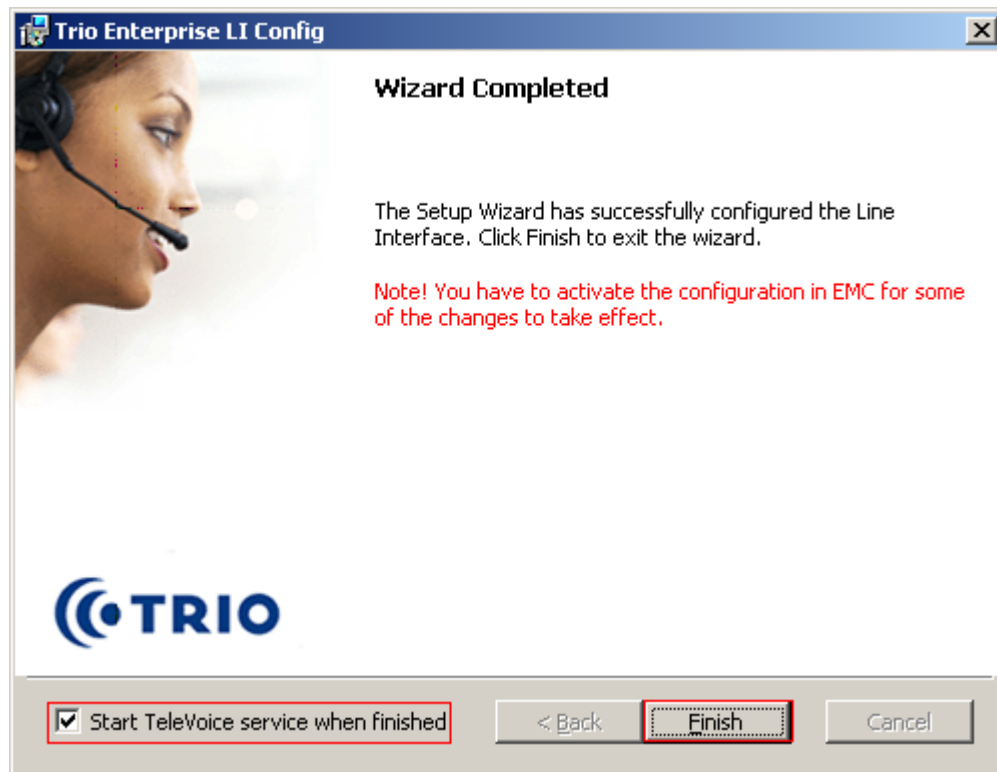 Trio Enterprise LI Config
Wizard Completed
The Setup Wizard has successfully configured the Line
Interface. Click Finish to exit the wizard.
Note! You have to activate the configuration in EMC for some
of the changes to take effect.
TRIO
Start TeleVoice service when finished
< Back
Finish
Cancel